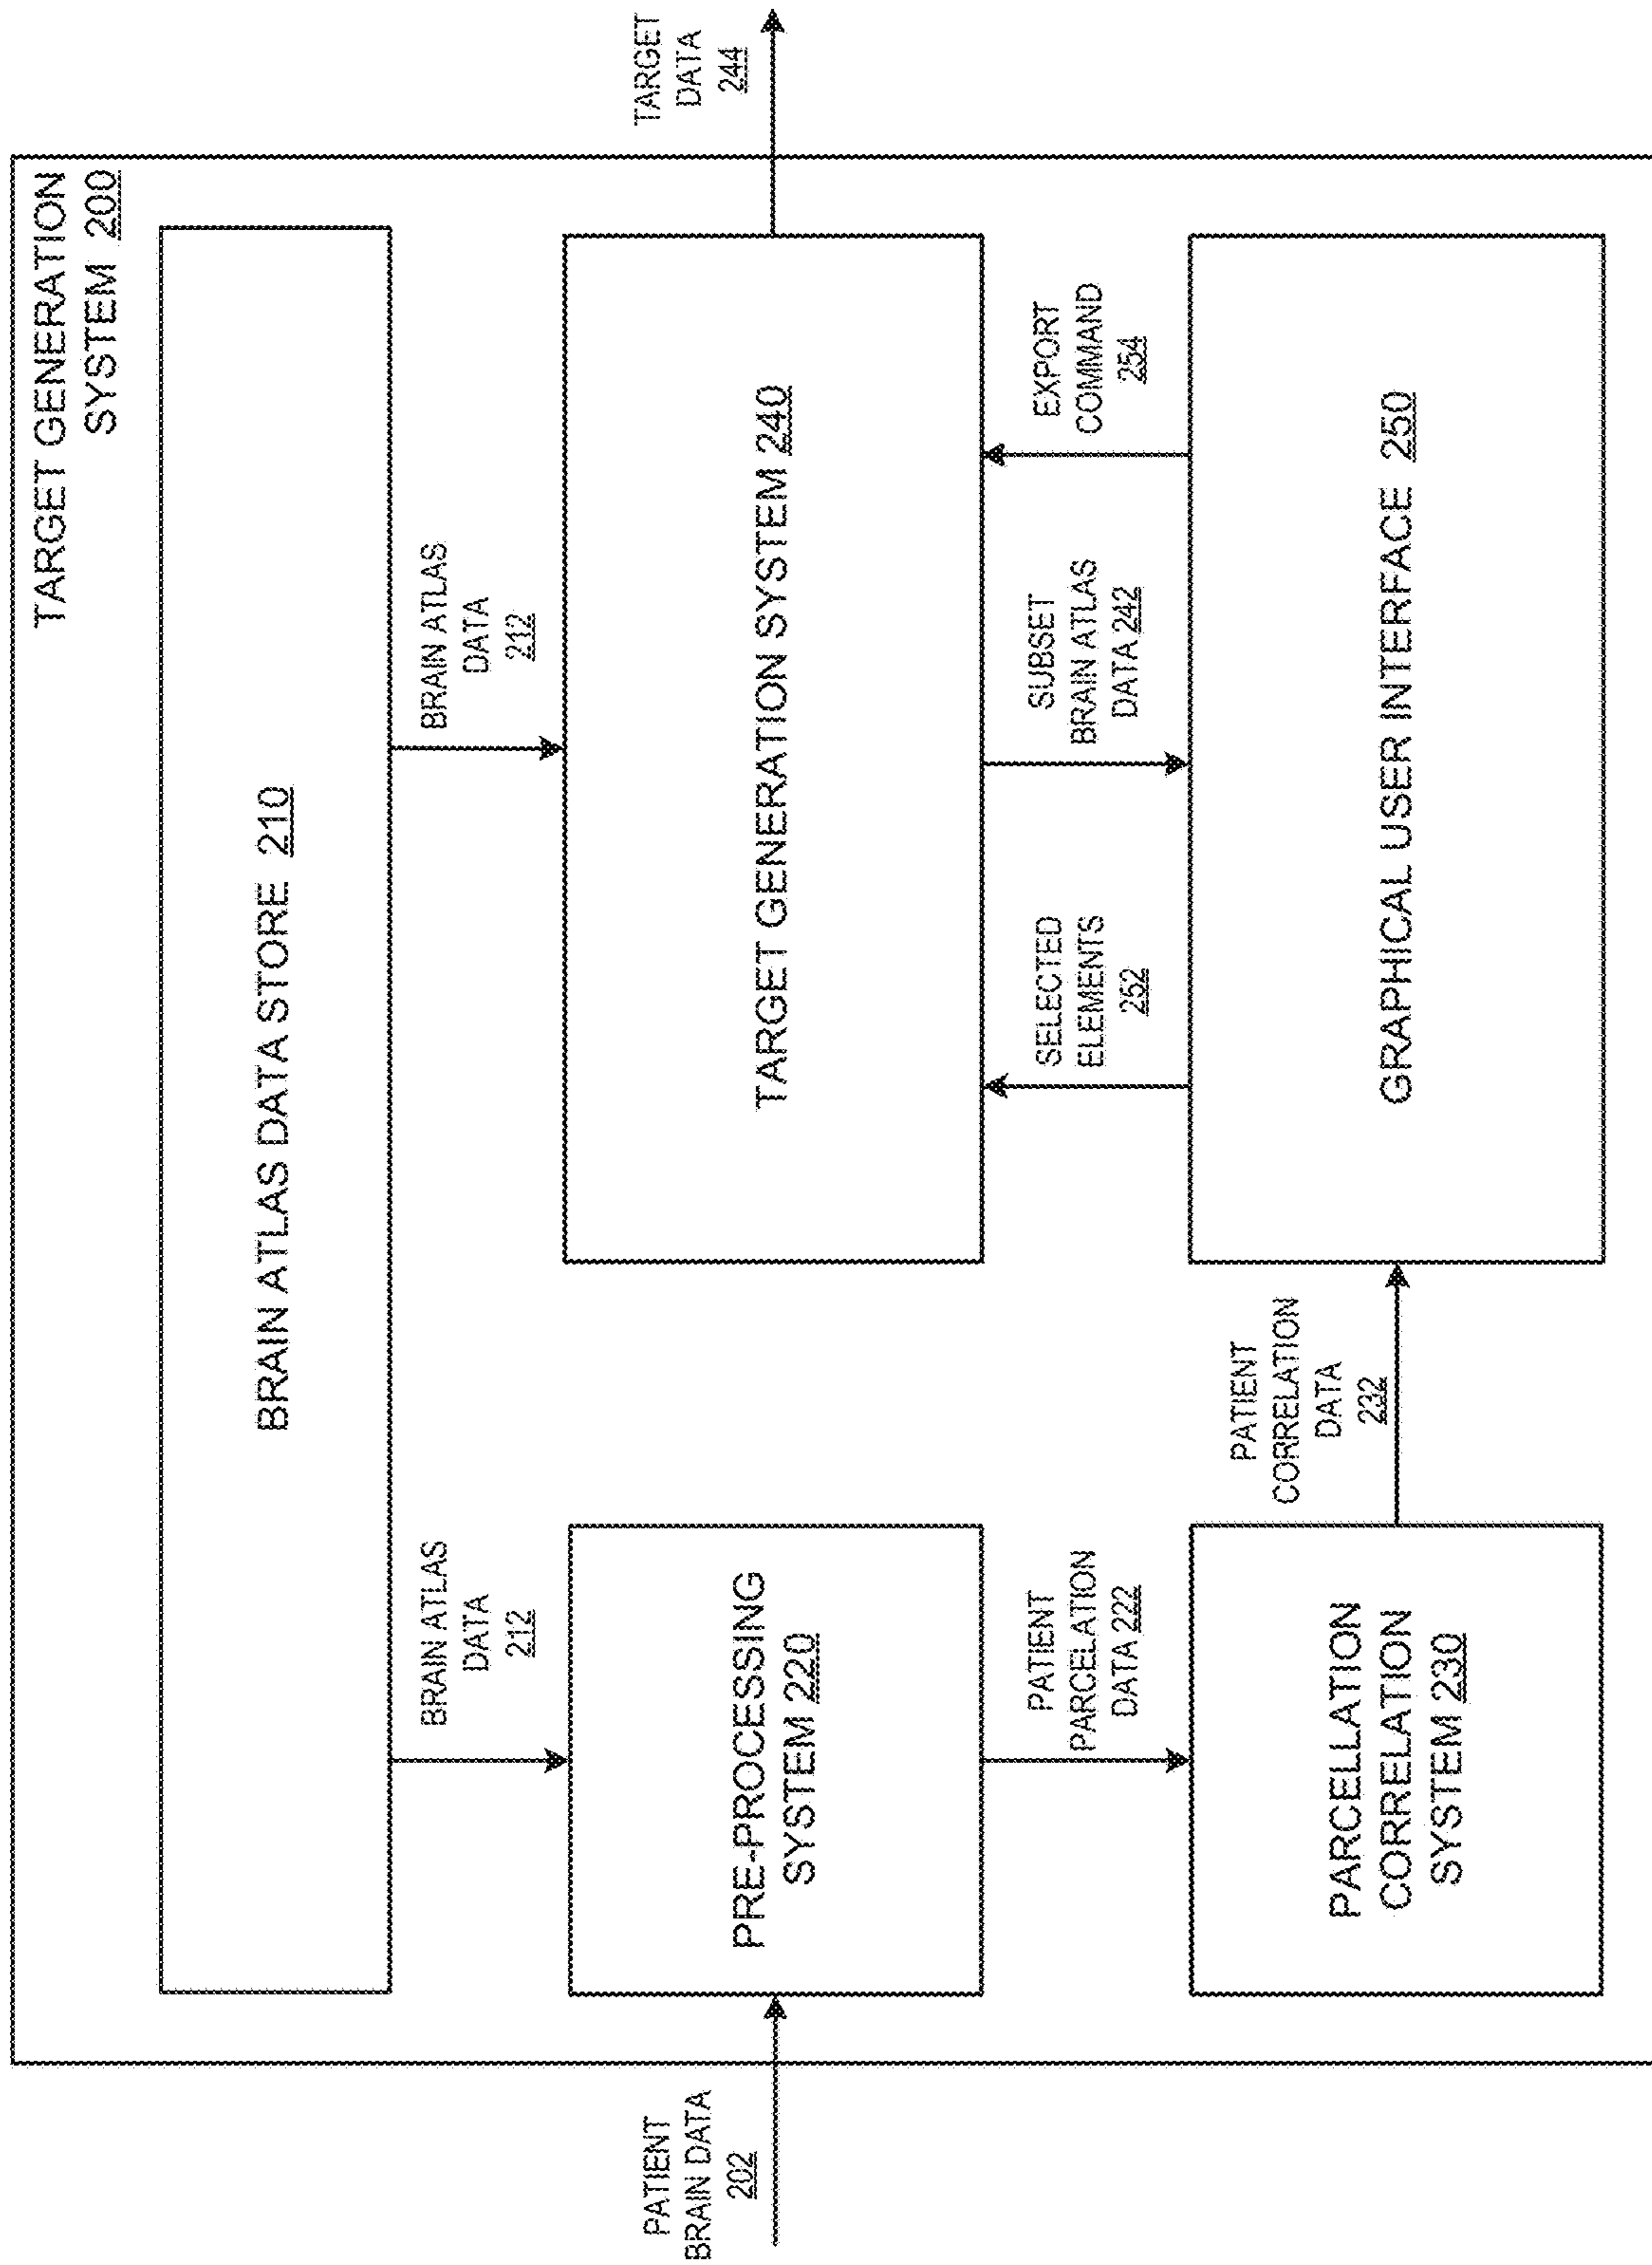 TARGET GENERATION
SYSTEM 200
BRAIN ATLAS DATA STORE 210
BRAIN ATLAS
DATA
212
BRAIN ATLAS
DATA
212
PATIENT
BRAIN DATA
202
PRE-PROCESSING
SYSTEM 220
TARGET GENERATION SYSTEM 240
TARGET
DATA
244
PATIENT
PARCELATION
DATA 222
SELECTED
ELEMENTS
252
SUBSET
BRAIN ATLAS
DATA 242
EXPORT
COMMAND
254
PARCELLATION
CORRELATION
SYSTEM 230
PATIENT
CORRELATION
DATA
232
GRAPHICAL USER INTERFACE 250